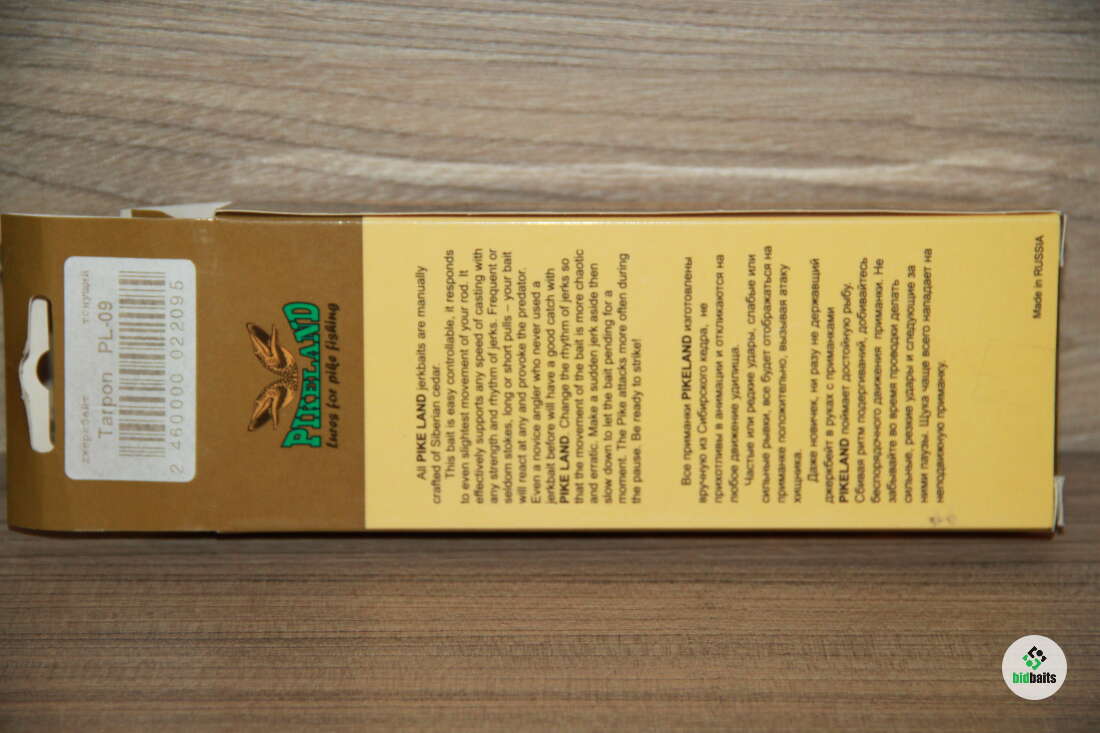 джеркбайт тонущий
Tarpon PL-09
2 460000 022095
PIKELAND
lures for pike fishing
All PIKE LAND jerkbaits are manually
crafted of Siberian cedar.
This bait is easy controllable, it responds
to even slightest movement of your rod. It
effectively supports any speed of casting with
any strength and rhythm of jerks. Frequent or
seldom stokes, long or short pulls – your bait
will react at any and provoke the predator.
Even a novice angler who never used a
jerkbait before will have a good catch with
PIKE LAND. Change the rhythm of jerks so
that the movement of the bait is more chaotic
and erratic. Make a sudden jerk aside then
slow down to let the bait pending for a
moment. The Pike attacks more often during
the pause. Be ready to strike!
Все приманки PIKELAND изготовлены
вручную из Сибирского кедра, не
прихотливы в анимации и откликаются на
любое движение удилища.
Частые или редкие удары, слабые или
сильные рывки, все будет отображаться на
приманке положительно, вызывая атаку
хищника.
Даже новичек, ни разу не державший
джеркбейт в руках с приманками
PIKELAND поймает достойную рыбу.
Сбивая ритм подергиваний, добивайтесь
беспорядочного движения приманки. Не
забывайте во время проводки делать
сильные, резкие удары и следующие за
ними паузы. Щука чаще всего нападает на
неподвижную приманку.
Made in RUSSIA
bidbaits